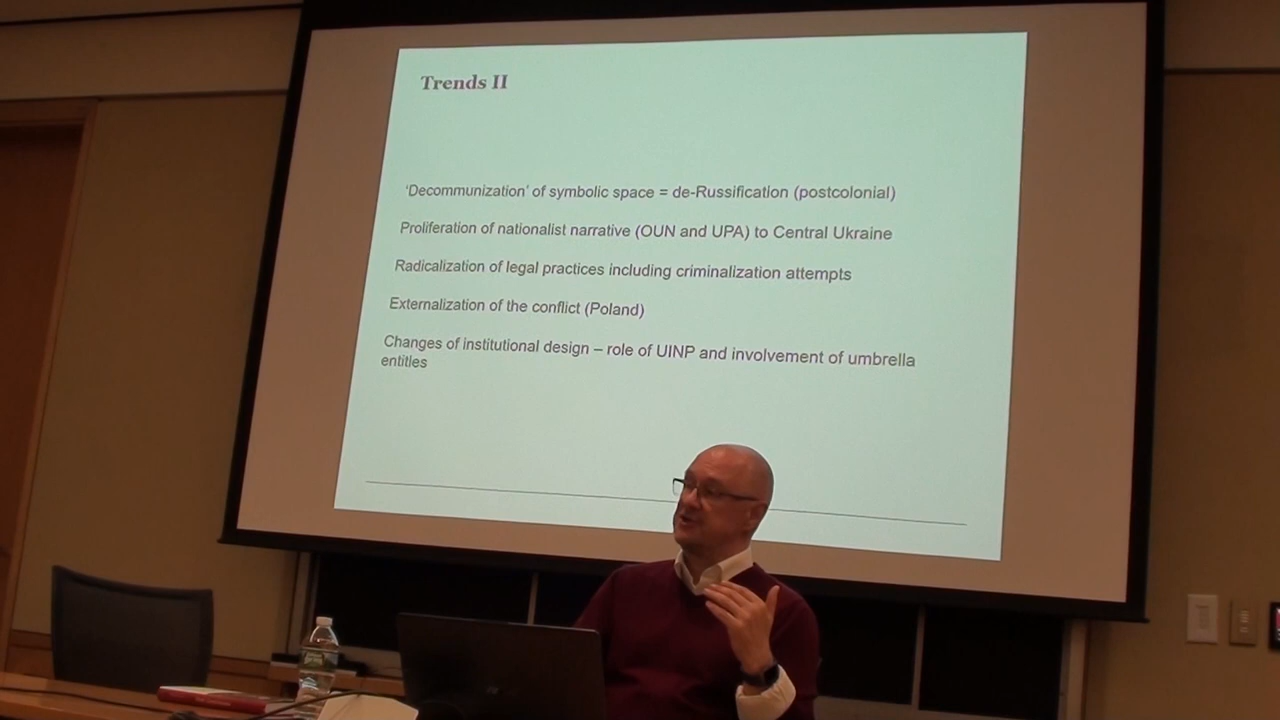 Trends II
'Decommunization' of symbolic space = de-Russification (postcolonial)
Proliferation of nationalist narrative (OUN and UPA) to Central Ukraine
Radicalization of legal practices including criminalization attempts
Externalization of the conflict (Poland)
Changes of institutional design – role of UINP and involvement of umbrella
entities